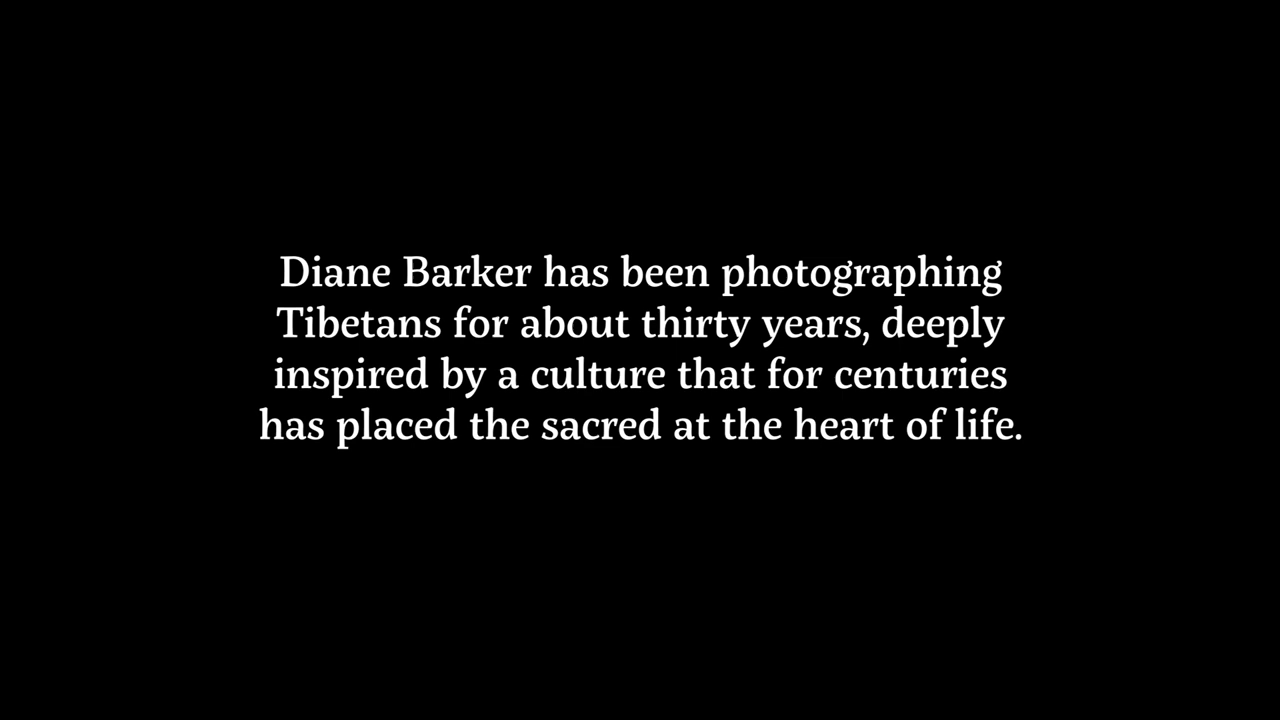 Diane Barker has been photographing
Tibetans for about thirty years, deeply
inspired by a culture that for centuries
has placed the sacred at the heart of life.